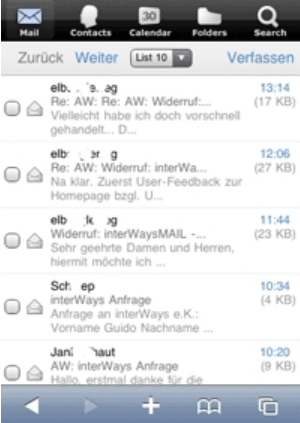 Mail Contacts 30 Calendar Folders Search
Zurück Weiter List 10 Verfassen
13:14
Re: AW: Re: AW: Widerruf:... (17 KB)
Vielleicht habe ich doch vorschnell
gehandelt... D...
12:06
Re: AW: Widerruf: interWa... (27 KB)
Na klar. Zuerst User-Feedback zur
Homepage bzgl. U...
11:44
Widerruf: interWaysMAIL -... (23 KB)
Sehr geehrte Damen und Herren,
hiermit möchte ich ...
10:34
interWays Anfrage (4 KB)
Anfrage an interWays e.K.:
Vorname Guido Nachname ...
10:20
AW: interWays Anfrage (9 KB)
Hallo, erstmal danke für die